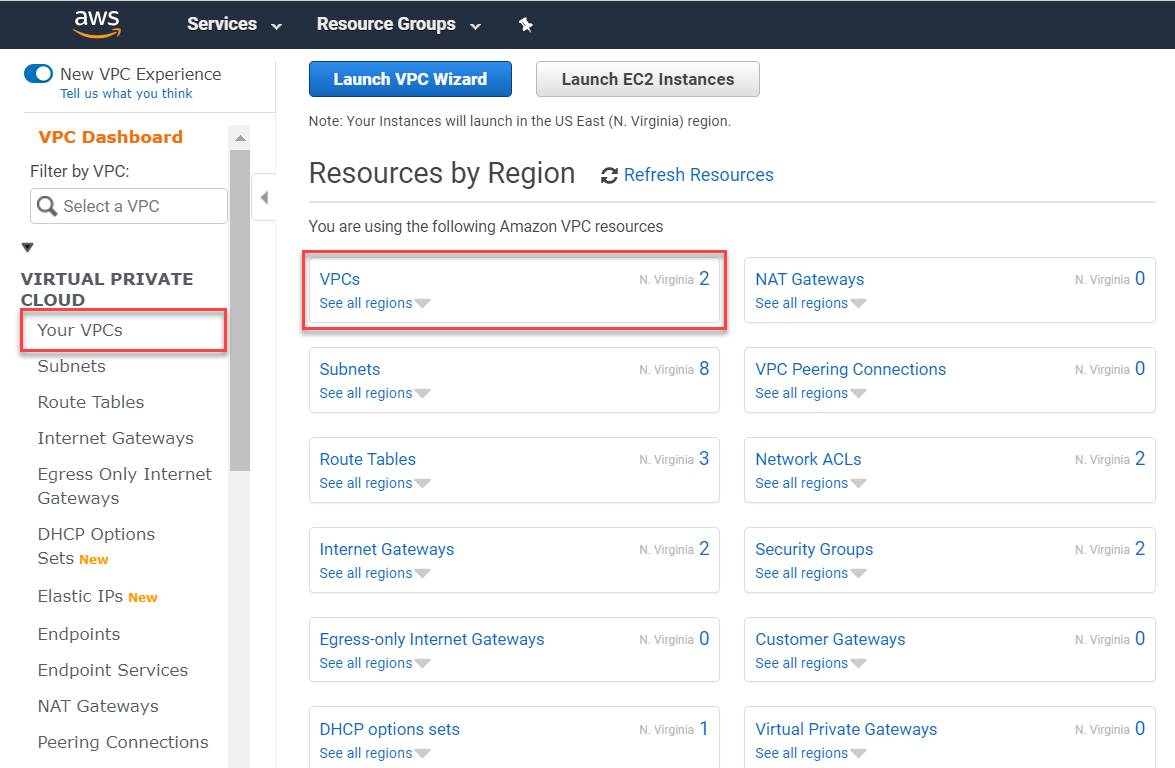 aws Services Resource Groups
New VPC Experience
Tell us what you think
VPC Dashboard
Filter by VPC:
Select a VPC
VIRTUAL PRIVATE
CLOUD
Your VPCs
Subnets
Route Tables
Internet Gateways
Egress Only Internet
Gateways
DHCP Options
Sets New
Elastic IPs New
Endpoints
Endpoint Services
NAT Gateways
Peering Connections
Launch VPC Wizard Launch EC2 Instances
Note: Your Instances will launch in the US East (N. Virginia) region.
Resources by Region Refresh Resources
You are using the following Amazon VPC resources
VPCs N. Virginia 2
See all regions
NAT Gateways N. Virginia 0
See all regions
Subnets N. Virginia 8
See all regions
VPC Peering Connections N. Virginia 0
See all regions
Route Tables N. Virginia 3
See all regions
Network ACLs N. Virginia 2
See all regions
Internet Gateways N. Virginia 2
See all regions
Security Groups N. Virginia 2
See all regions
Egress-only Internet Gateways N. Virginia 0
See all regions
Customer Gateways N. Virginia 0
See all regions
DHCP options sets N. Virginia 1
See all regions
Virtual Private Gateways N. Virginia 0
See all regions